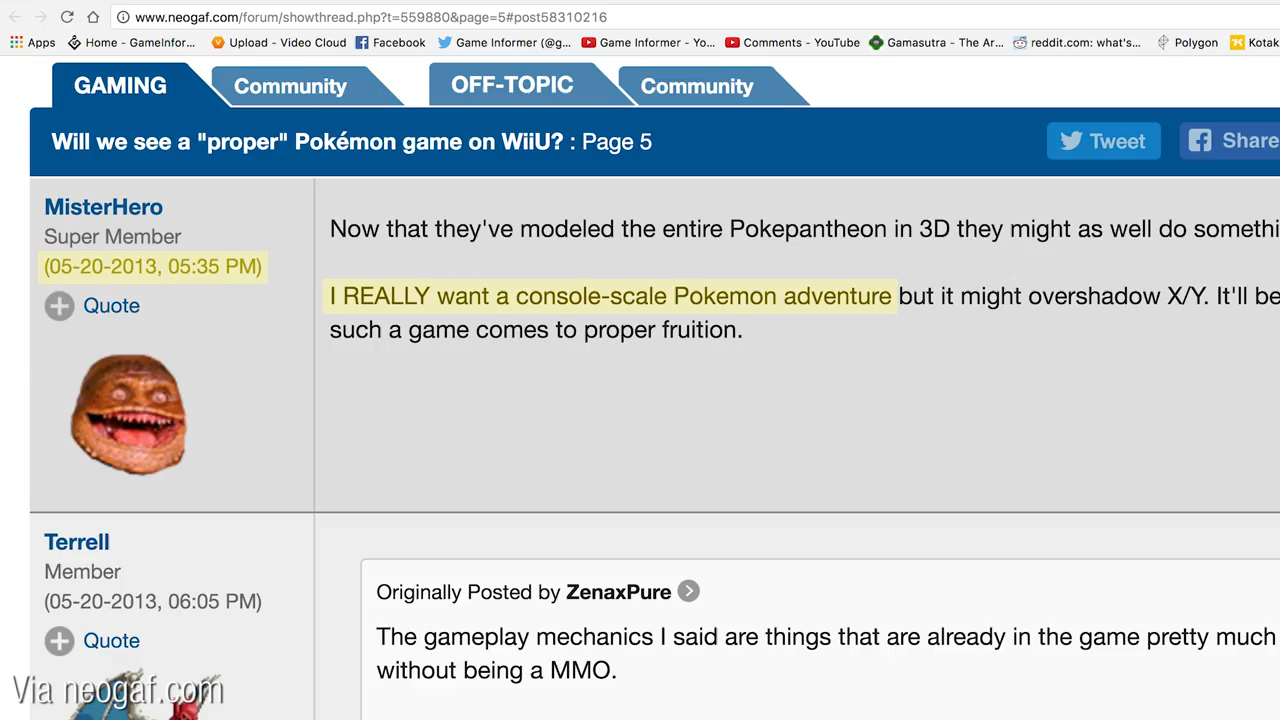 www.neogaf.com/forum/showthread.php?t=559880&page=5#post58310216
Apps Home - GameInfor... Upload - Video Cloud Facebook Game Informer (@g... Game Informer - Yo... Comments - YouTube Gamasutra - The Ar... reddit.com: what's... Polygon Kotak
GAMING Community OFF-TOPIC Community
Will we see a "proper" Pokémon game on WiiU? : Page 5 Tweet Share
MisterHero
Super Member
(05-20-2013, 05:35 PM)
Quote
Now that they've modeled the entire Pokepantheon in 3D they might as well do somethi
I REALLY want a console-scale Pokemon adventure but it might overshadow X/Y. It'll be
such a game comes to proper fruition.
Terrell
Member
(05-20-2013, 06:05 PM)
Quote
Originally Posted by ZenaxPure
The gameplay mechanics I said are things that are already in the game pretty much
without being a MMO.
Via neogaf.com